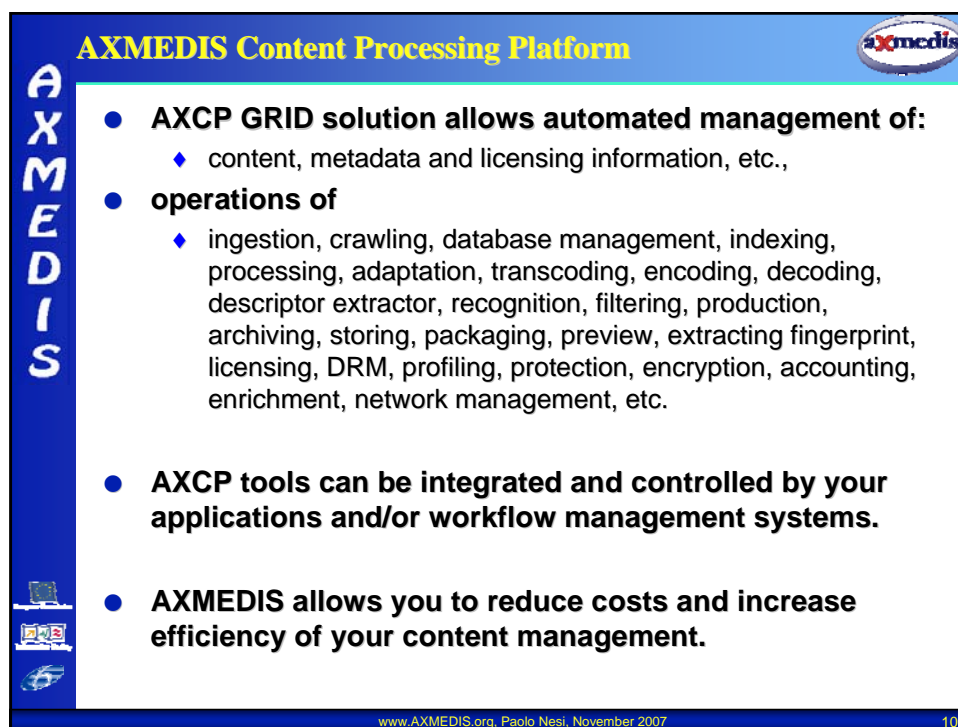 AXMEDIS Content Processing Platform
axmedis
AXMEDIS
AXCP GRID solution allows automated management of:
content, metadata and licensing information, etc.,
operations of
ingestion, crawling, database management, indexing,
processing, adaptation, transcoding, encoding, decoding,
descriptor extractor, recognition, filtering, production,
archiving, storing, packaging, preview, extracting fingerprint,
licensing, DRM, profiling, protection, encryption, accounting,
enrichment, network management, etc.
AXCP tools can be integrated and controlled by your
applications and/or workflow management systems.
AXMEDIS allows you to reduce costs and increase
efficiency of your content management.
www.AXMEDIS.org, Paolo Nesi, November 2007
10